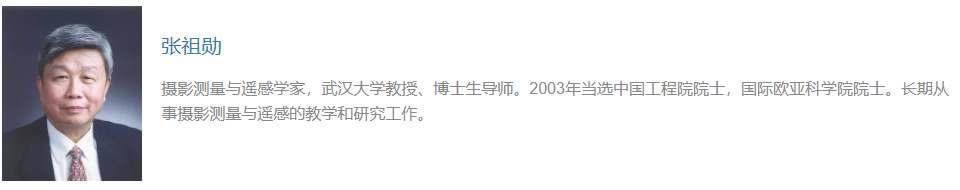 张祖勋
摄影测量与遥感学家，武汉大学教授、博士生导师。2003年当选中国工程院院士，国际欧亚科学院院士。长期从
事摄影测量与遥感的教学和研究工作。